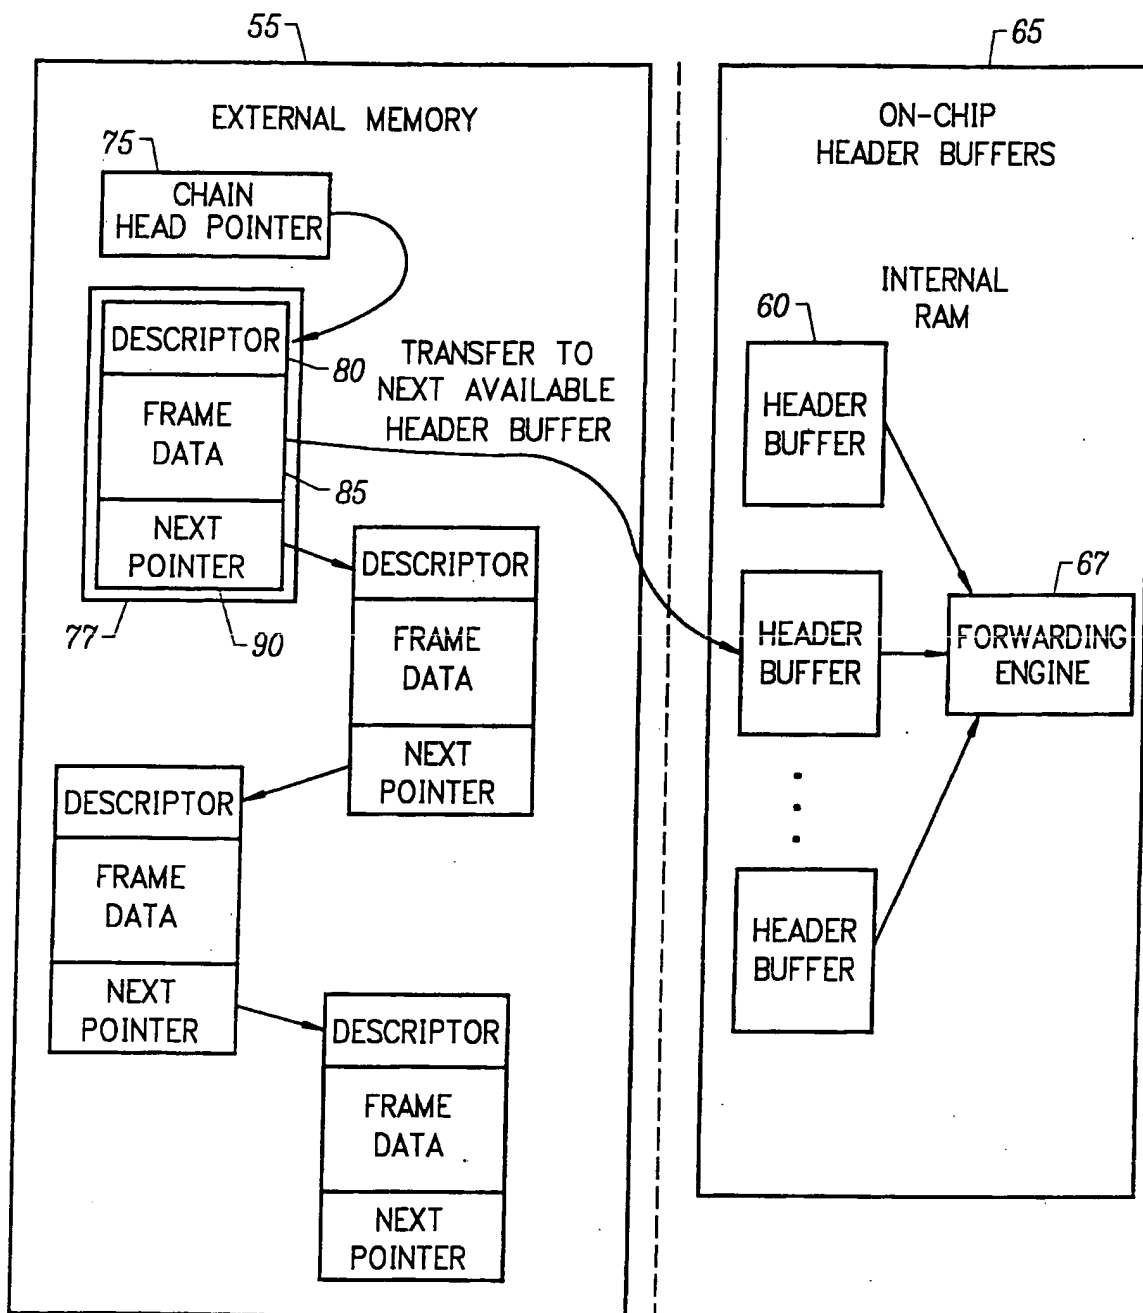 55
65
EXTERNAL MEMORY
ON-CHIP
HEADER BUFFERS
75
CHAIN
HEAD POINTER
INTERNAL
RAM
60
DESCRIPTOR
80
TRANSFER TO
NEXT AVAILABLE
HEADER BUFFER
FRAME
DATA
85
NEXT
POINTER
77
90
HEADER
BUFFER
DESCRIPTOR
FRAME
DATA
NEXT
POINTER
HEADER
BUFFER
67
FORWARDING
ENGINE
DESCRIPTOR
FRAME
DATA
NEXT
POINTER
HEADER
BUFFER
DESCRIPTOR
FRAME
DATA
NEXT
POINTER